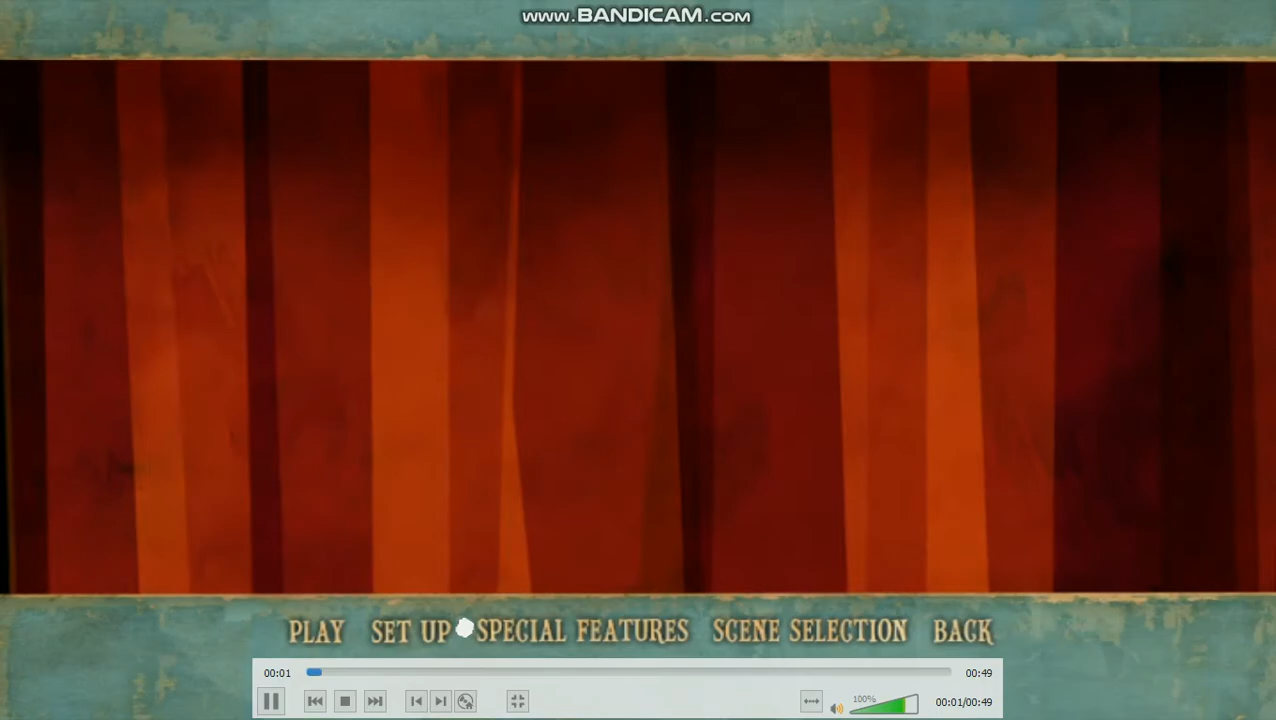 www.BANDICAM.com
PLAY SET UP SPECIAL FEATURES SCENE SELECTION BACK
00:01 00:49
100% 00:01/00:49